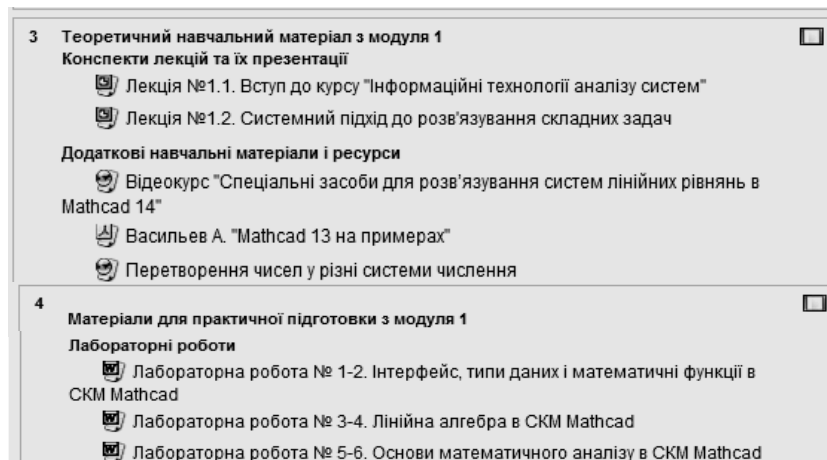 3 Теоретичний навчальний матеріал з модуля 1
Конспекти лекцій та їх презентації
Лекція №1.1. Вступ до курсу "Інформаційні технології аналізу систем"
Лекція №1.2. Системний підхід до розв'язування складних задач
Додаткові навчальні матеріали і ресурси
Відеокурс "Спеціальні засоби для розв'язування систем лінійних рівнянь в
Mathcad 14"
Васильев А. "Mathcad 13 на примерах"
Перетворення чисел у різні системи числення
4
Матеріали для практичної підготовки з модуля 1
Лабораторні роботи
Лабораторна робота № 1-2. Інтерфейс, типи даних і математичні функції в
СКМ Mathcad
Лабораторна робота № 3-4. Лінійна алгебра в СКМ Mathcad
Лабораторна робота № 5-6. Основи математичного аналізу в СКМ Mathcad